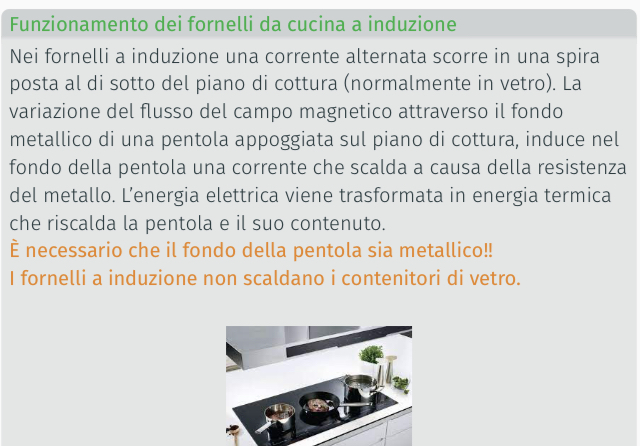 Funzionamento dei fornelli da cucina a induzione
Nei fornelli a induzione una corrente alternata scorre in una spira
posta al di sotto del piano di cottura (normalmente in vetro). La
variazione del flusso del campo magnetico attraverso il fondo
metallico di una pentola appoggiata sul piano di cottura, induce nel
fondo della pentola una corrente che scalda a causa della resistenza
del metallo. L’energia elettrica viene trasformata in energia termica
che riscalda la pentola e il suo contenuto.
È necessario che il fondo della pentola sia metallico!!
I fornelli a induzione non scaldano i contenitori di vetro.